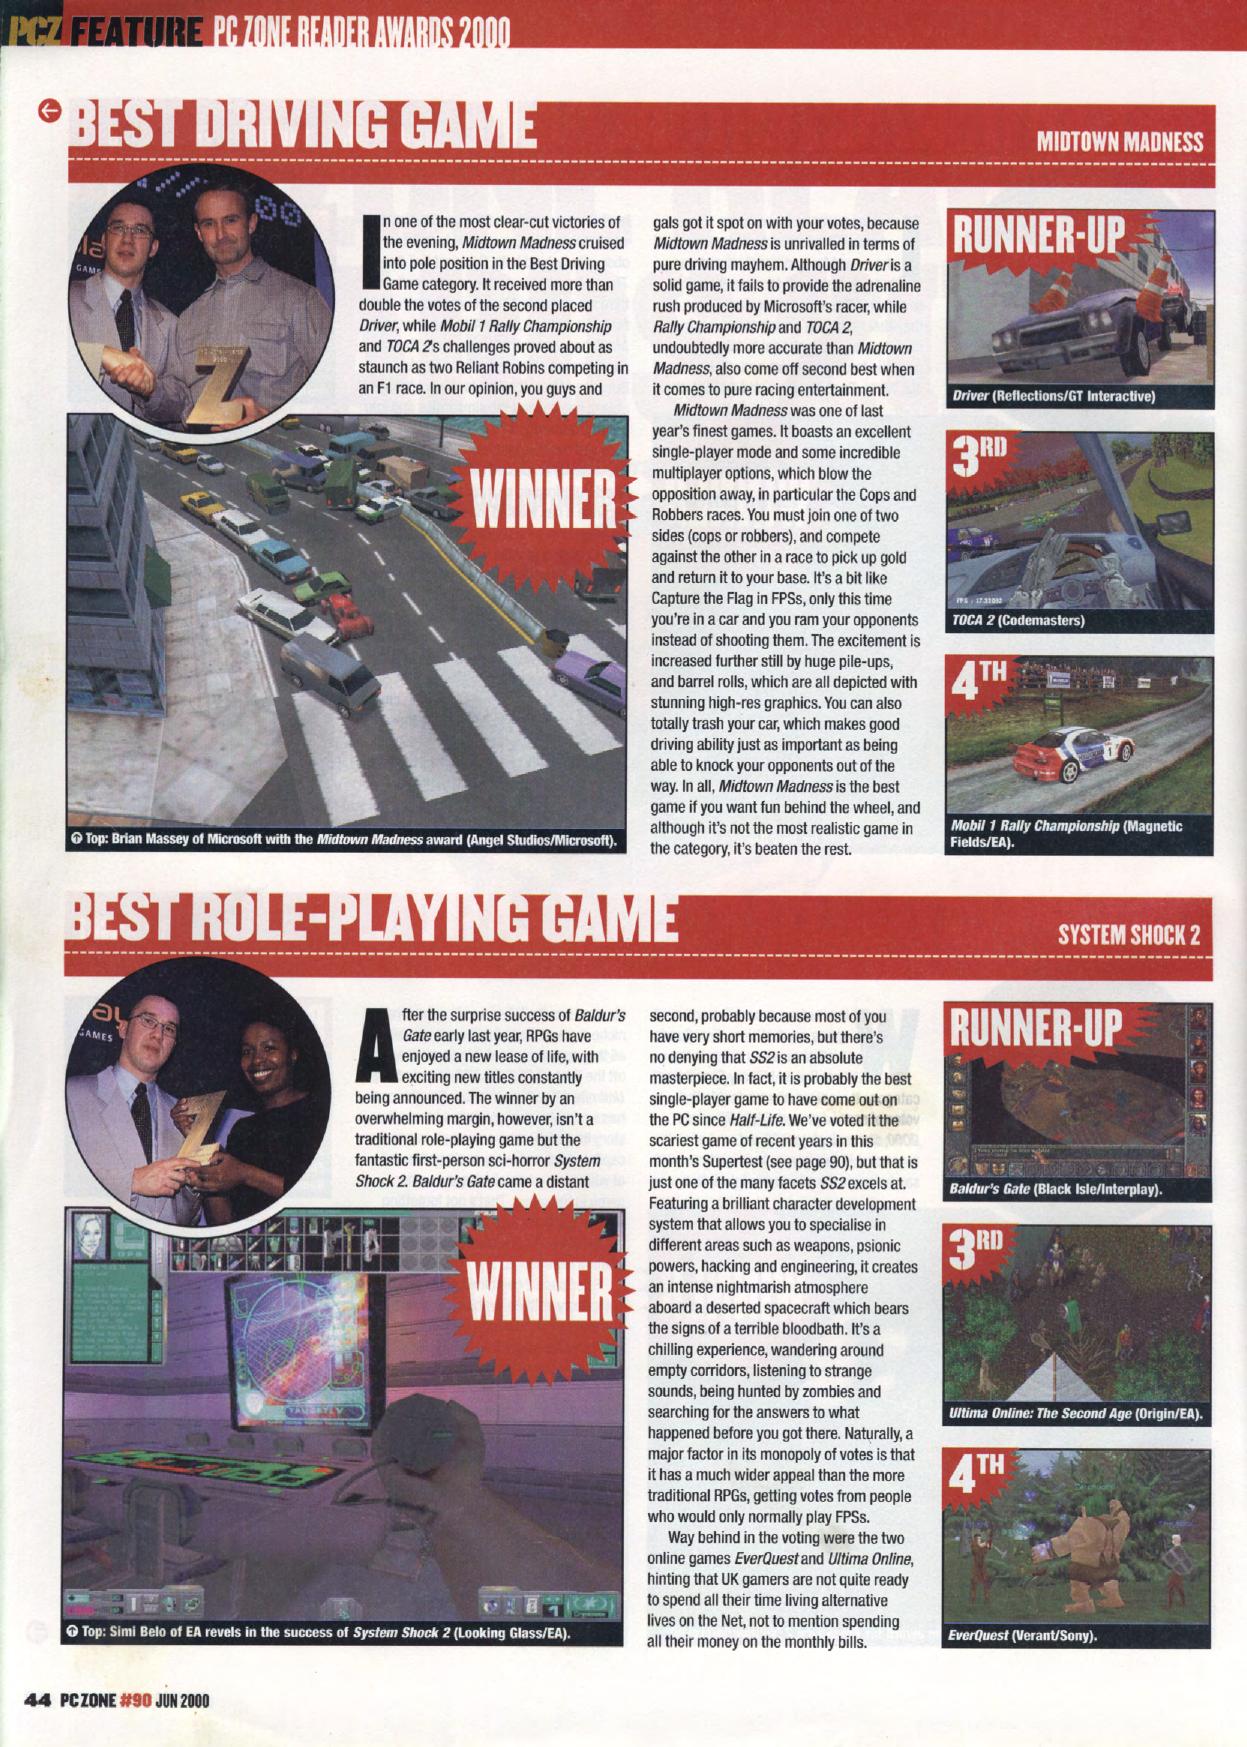 PCZ FEATURE PC ZONE READER AWARDS 2000
BEST DRIVING GAME
MIDTOWN MADNESS
In one of the most clear-cut victories of
the evening, Midtown Madness cruised
into pole position in the Best Driving
Game category. It received more than
double the votes of the second placed
Driver, while Mobil 1 Rally Championship
and TOCA 2's challenges proved about as
staunch as two Reliant Robins competing in
an F1 race. In our opinion, you guys and
gals got it spot on with your votes, because
Midtown Madness is unrivalled in terms of
pure driving mayhem. Although Driver is a
solid game, it fails to provide the adrenaline
rush produced by Microsoft's racer, while
Rally Championship and TOCA 2,
undoubtedly more accurate than Midtown
Madness, also come off second best when
it comes to pure racing entertainment.
Midtown Madness was one of last
year's finest games. It boasts an excellent
single-player mode and some incredible
multiplayer options, which blow the
opposition away, in particular the Cops and
Robbers races. You must join one of two
sides (cops or robbers), and compete
against the other in a race to pick up gold
and return it to your base. It's a bit like
Capture the Flag in FPSs, only this time
you're in a car and you ram your opponents
instead of shooting them. The excitement is
increased further still by huge pile-ups,
and barrel rolls, which are all depicted with
stunning high-res graphics. You can also
totally trash your car, which makes good
driving ability just as important as being
able to knock your opponents out of the
way. In all, Midtown Madness is the best
game if you want fun behind the wheel, and
although it's not the most realistic game in
the category, it's beaten the rest.
WINNER
Top: Brian Massey of Microsoft with the Midtown Madness award (Angel Studios/Microsoft).
RUNNER-UP
Driver (Reflections/GT Interactive)
3RD
TOCA 2 (Codemasters)
4TH
Mobil 1 Rally Championship (Magnetic
Fields/EA).
BEST ROLE-PLAYING GAME
SYSTEM SHOCK 2
GAMES
After the surprise success of Baldur's
Gate early last year, RPGs have
enjoyed a new lease of life, with
exciting new titles constantly
being announced. The winner by an
overwhelming margin, however, isn't a
traditional role-playing game but the
fantastic first-person sci-horror System
Shock 2. Baldur's Gate came a distant
second, probably because most of you
have very short memories, but there's
no denying that SS2 is an absolute
masterpiece. In fact, it is probably the best
single-player game to have come out on
the PC since Half-Life. We've voted it the
scariest game of recent years in this
month's Supertest (see page 90), but that is
just one of the many facets SS2 excels at.
Featuring a brilliant character development
system that allows you to specialise in
different areas such as weapons, psionic
powers, hacking and engineering, it creates
an intense nightmarish atmosphere
aboard a deserted spacecraft which bears
the signs of a terrible bloodbath. It's a
chilling experience, wandering around
empty corridors, listening to strange
sounds, being hunted by zombies and
searching for the answers to what
happened before you got there. Naturally, a
major factor in its monopoly of votes is that
it has a much wider appeal than the more
traditional RPGs, getting votes from people
who would only normally play FPSs.
Way behind in the voting were the two
online games EverQuest and Ultima Online,
hinting that UK gamers are not quite ready
to spend all their time living alternative
lives on the Net, not to mention spending
all their money on the monthly bills.
WINNER
Top: Simi Belo of EA revels in the success of System Shock 2 (Looking Glass/EA).
RUNNER-UP
Baldur's Gate (Black Isle/Interplay).
3RD
Ultima Online: The Second Age (Origin/EA).
4TH
EverQuest (Verant/Sony).
44 PC ZONE #90 JUN 2000